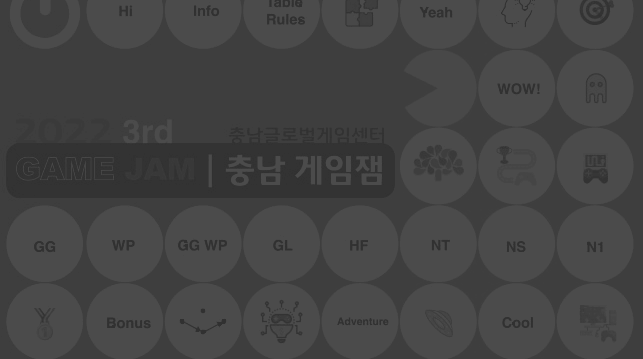 Hi
Info
Table
Rules
Yeah
WOW!
2022 3rd
충남글로벌게임센터
GAME JAM | 충남 게임잼
GG
WP
GG WP
GL
HF
NT
NS
N1
Bonus
Adventure
Cool